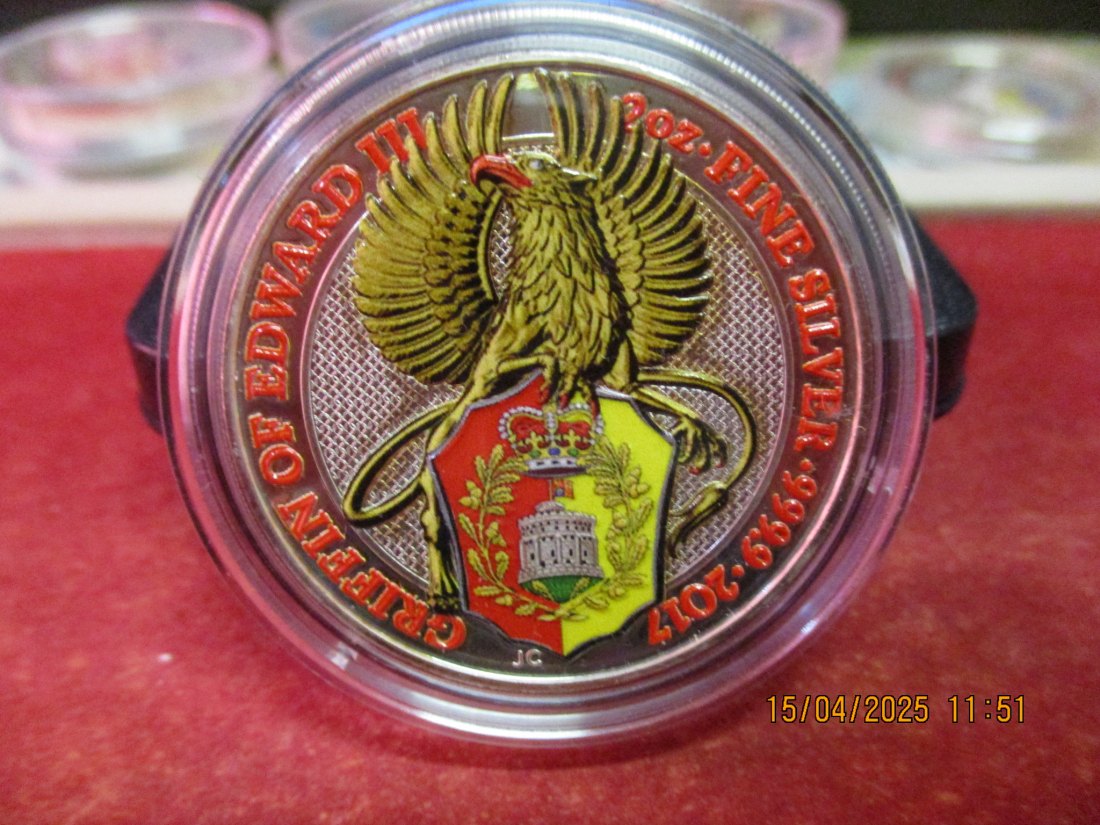 GRIFFIN OF EDWARD III
2oz·FINE SILVER·999.9·2017
JC
15/04/2025 11:51